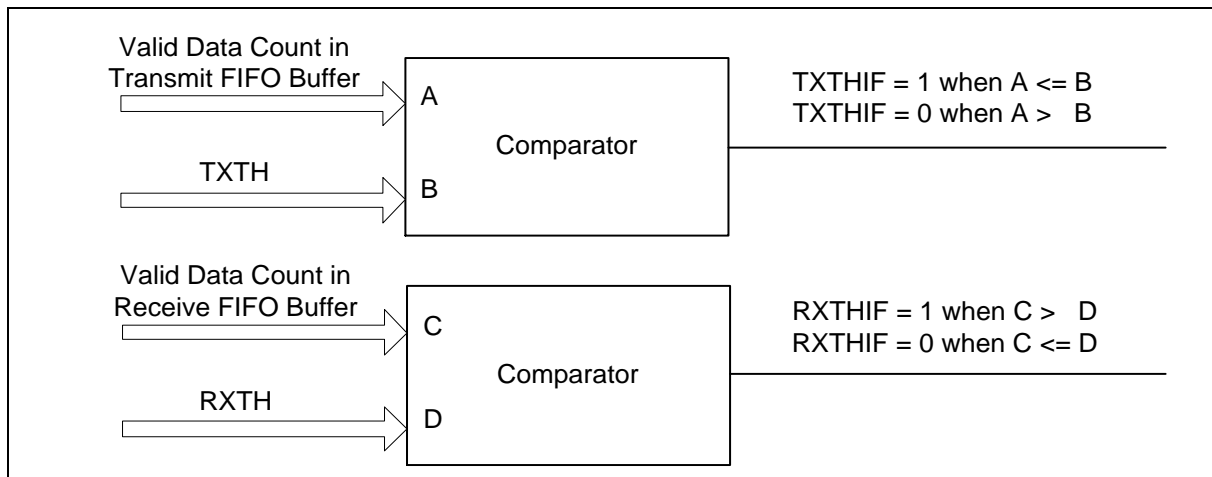 Valid Data Count in
Transmit FIFO Buffer
A
TXTH
B
Comparator
TXTHIF = 1 when A <= B
TXTHIF = 0 when A > B
Valid Data Count in
Receive FIFO Buffer
C
RXTH
D
Comparator
RXTHIF = 1 when C > D
RXTHIF = 0 when C <= D